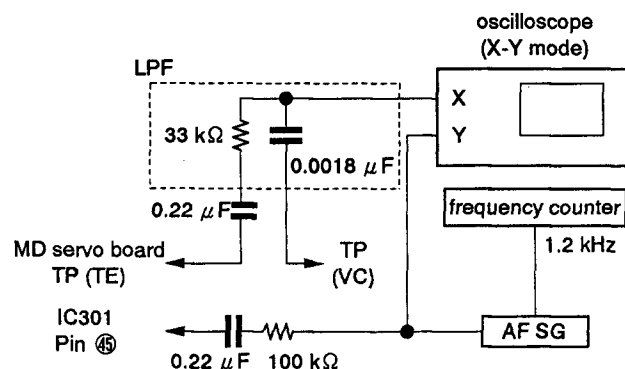 oscilloscope
(X-Y mode)
LPF
X
Y
33 kΩ
0.0018 μF
0.22 μF
frequency counter
1.2 kHz
MD servo board
TP (TE)
TP
(VC)
IC301
Pin ㊺
0.22 μF
100 kΩ
AF SG